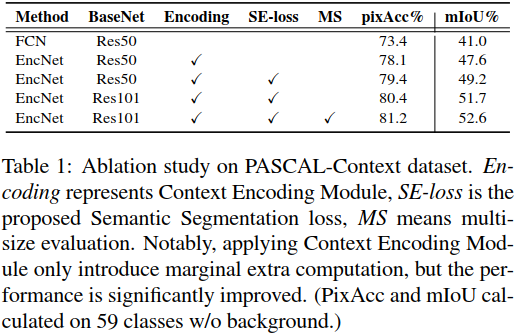 Method BaseNet Encoding SE-loss MS pixAcc% mIoU%
FCN Res50 73.4 41.0
EncNet Res50 ✓ 78.1 47.6
EncNet Res50 ✓ ✓ 79.4 49.2
EncNet Res101 ✓ ✓ 80.4 51.7
EncNet Res101 ✓ ✓ ✓ 81.2 52.6
Table 1: Ablation study on PASCAL-Context dataset. En-
coding represents Context Encoding Module, SE-loss is the
proposed Semantic Segmentation loss, MS means multi-
size evaluation. Notably, applying Context Encoding Mod-
ule only introduce marginal extra computation, but the per-
formance is significantly improved. (PixAcc and mIoU cal-
culated on 59 classes w/o background.)